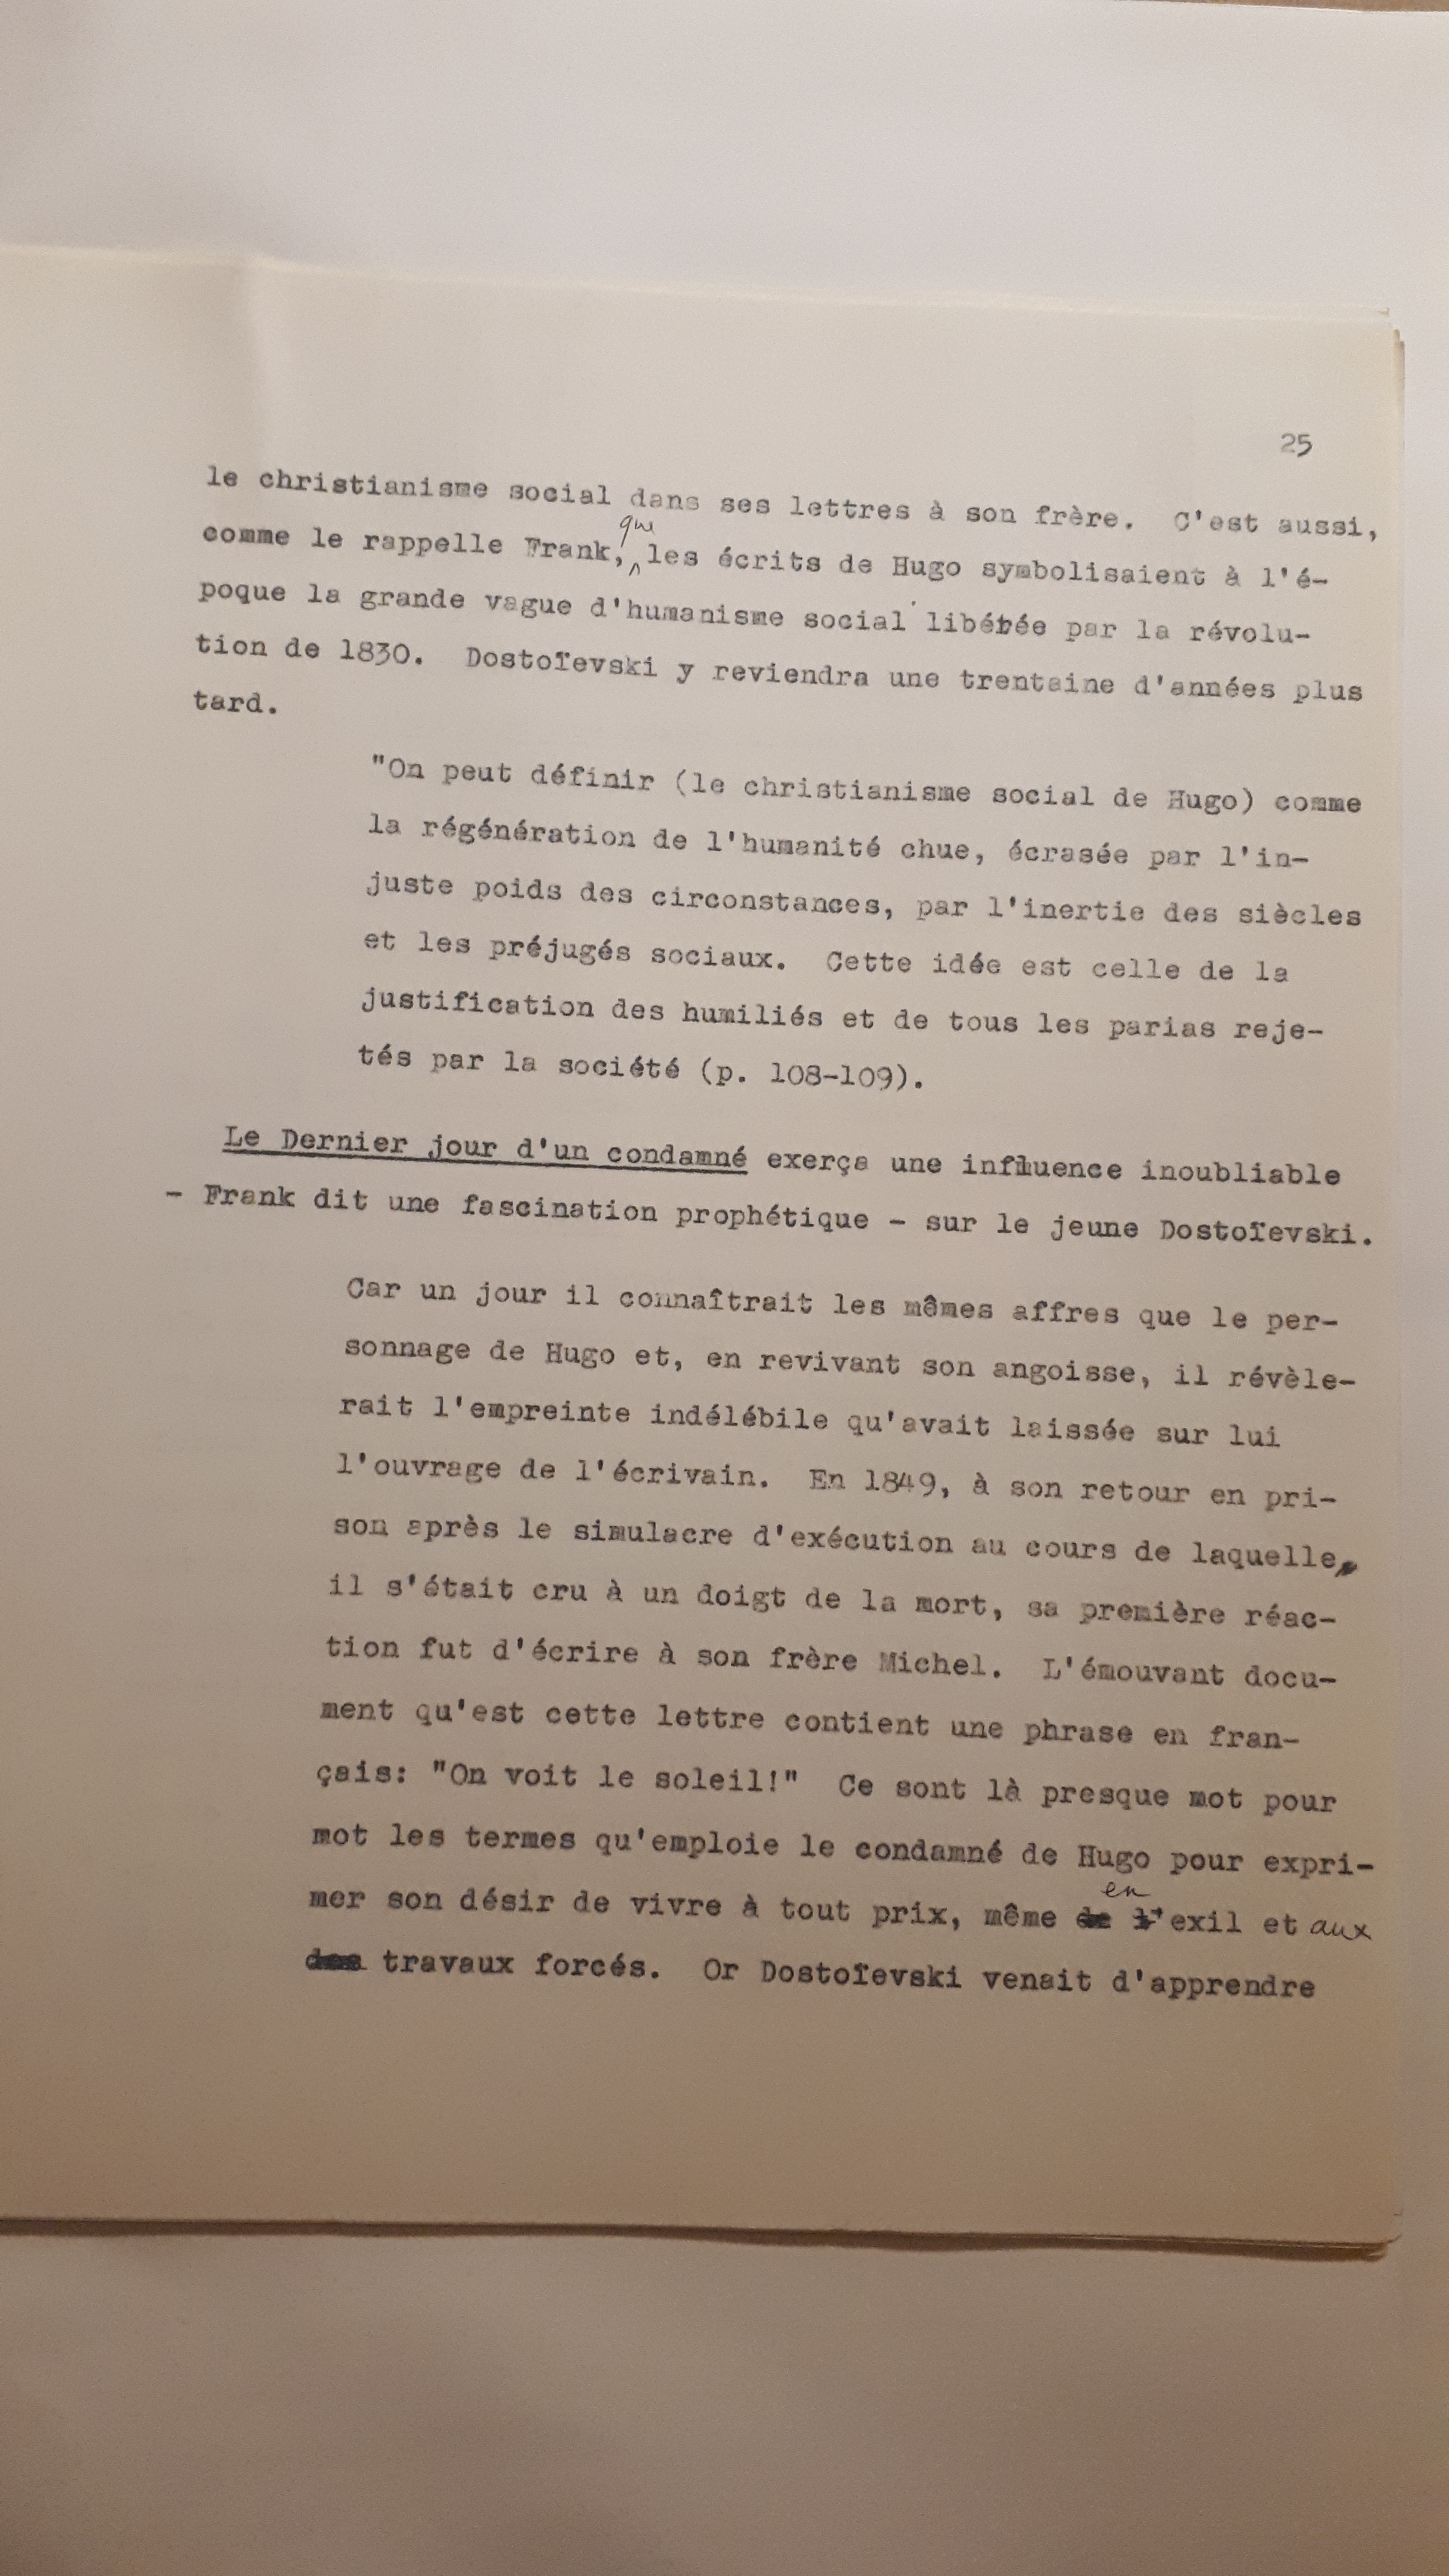 25
le christianisme social dans ses lettres à son frère. C'est aussi,
que
comme le rappelle Frank, les écrits de Hugo symbolisaient à l'é-
poque la grande vague d'humanisme social libérée par la révolu-
tion de 1830. Dostoïevski y reviendra une trentaine d'années plus
tard.
"On peut définir (le christianisme social de Hugo) comme
la régénération de l'humanité chue, écrasée par l'in-
juste poids des circonstances, par l'inertie des siècles
et les préjugés sociaux. Cette idée est celle de la
justification des humiliés et de tous les parias reje-
tés par la société (p. 108-109).
Le Dernier jour d'un condamné exerça une influence inoubliable
- Frank dit une fascination prophétique - sur le jeune Dostoïevski.
Car un jour il connaîtrait les mêmes affres que le per-
sonnage de Hugo et, en revivant son angoisse, il révèle-
rait l'empreinte indélébile qu'avait laissée sur lui
l'ouvrage de l'écrivain. En 1849, à son retour en pri-
son après le simulacre d'exécution au cours de laquelle,
il s'était cru à un doigt de la mort, sa première réac-
tion fut d'écrire à son frère Michel. L'émouvant docu-
ment qu'est cette lettre contient une phrase en fran-
çais: "On voit le soleil!" Ce sont là presque mot pour
mot les termes qu'emploie le condamné de Hugo pour expri-
en
mer son désir de vivre à tout prix, même de l'exil et aux
des travaux forcés. Or Dostoïevski venait d'apprendre